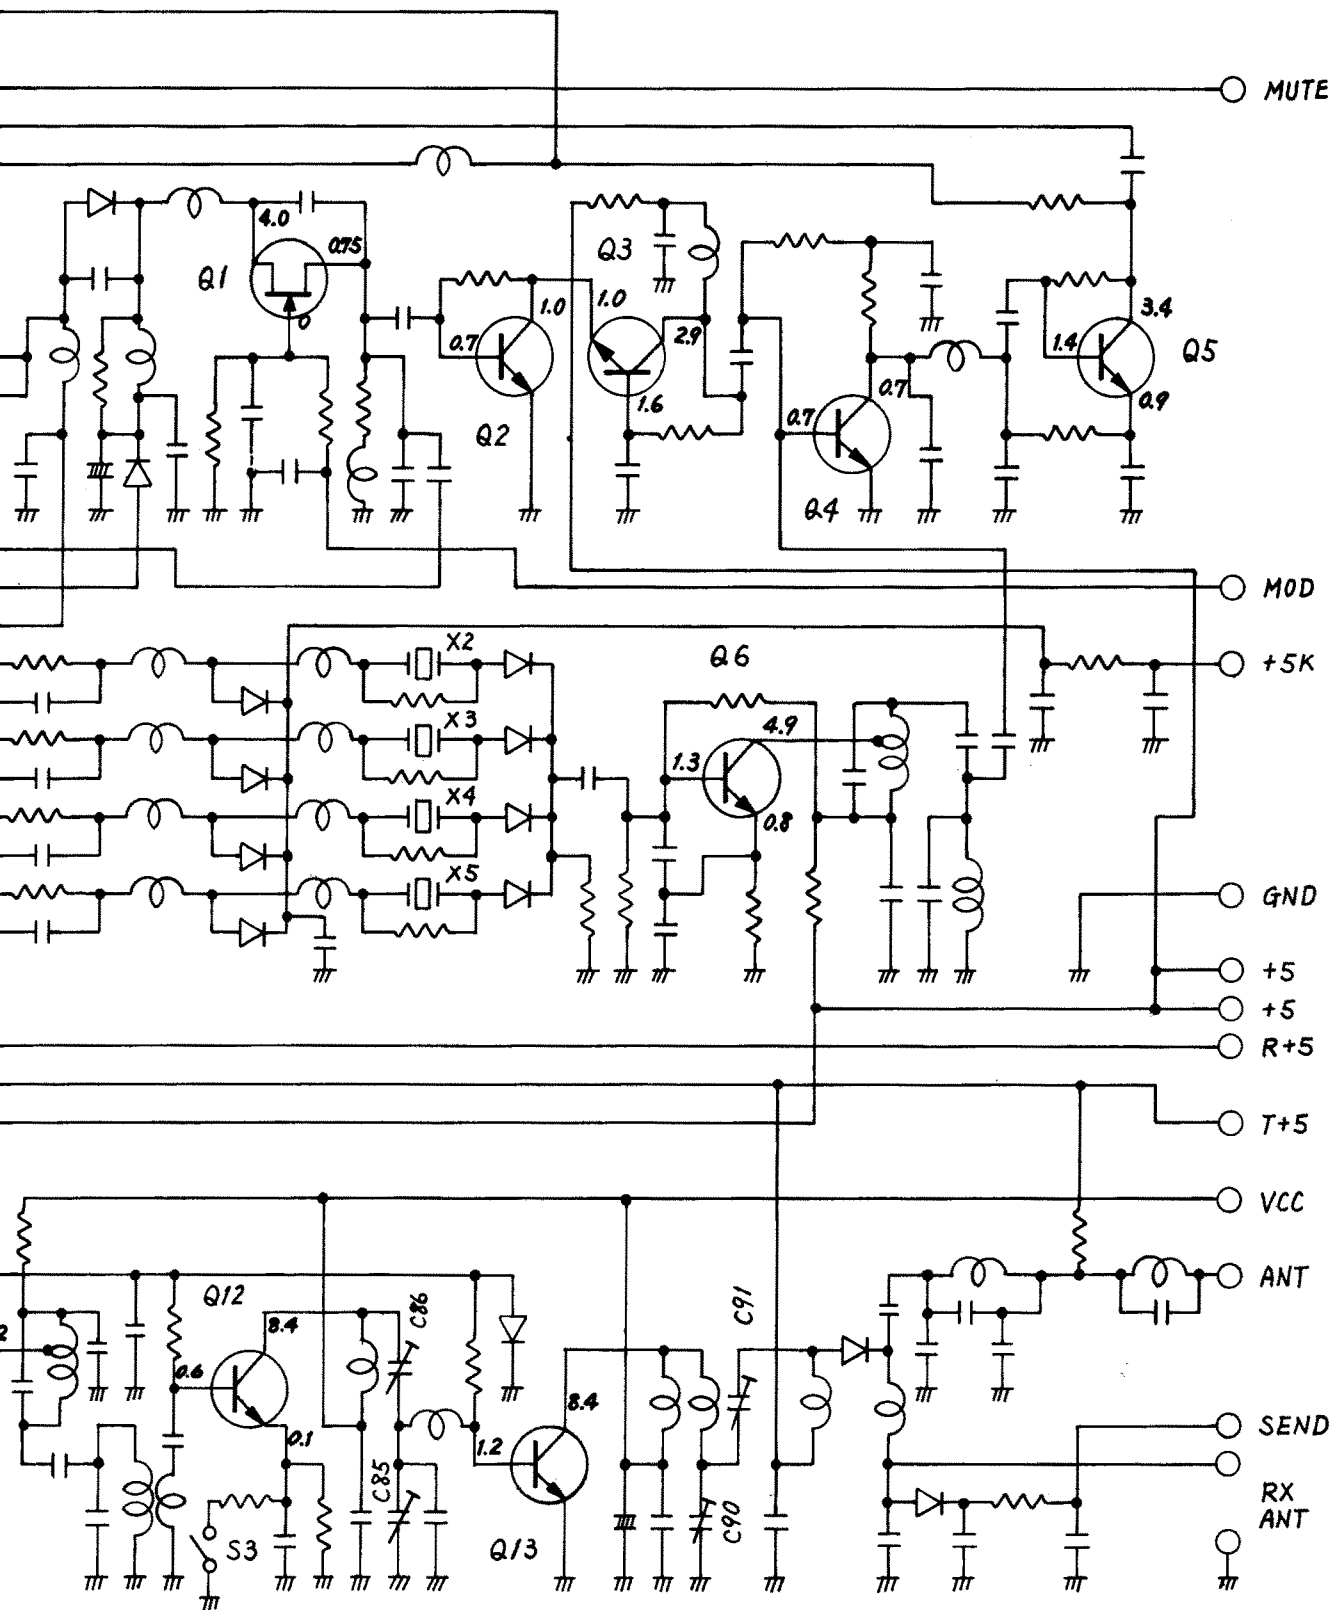 MUTE
4.0
0.75
Q1
0
Q3
1.0
1.0
0.7
2.9
1.6
Q2
3.4
1.4
Q5
0.7
0.9
0.7
Q4
MOD
X2
Q6
+5K
X3
4.9
1.3
X4
0.8
X5
GND
+5
+5
R+5
T+5
VCC
ANT
Q12
8.4
C86
C91
2
0.6
8.4
0.1
1.2
SEND
C85
C90
RX
ANT
S3
Q13